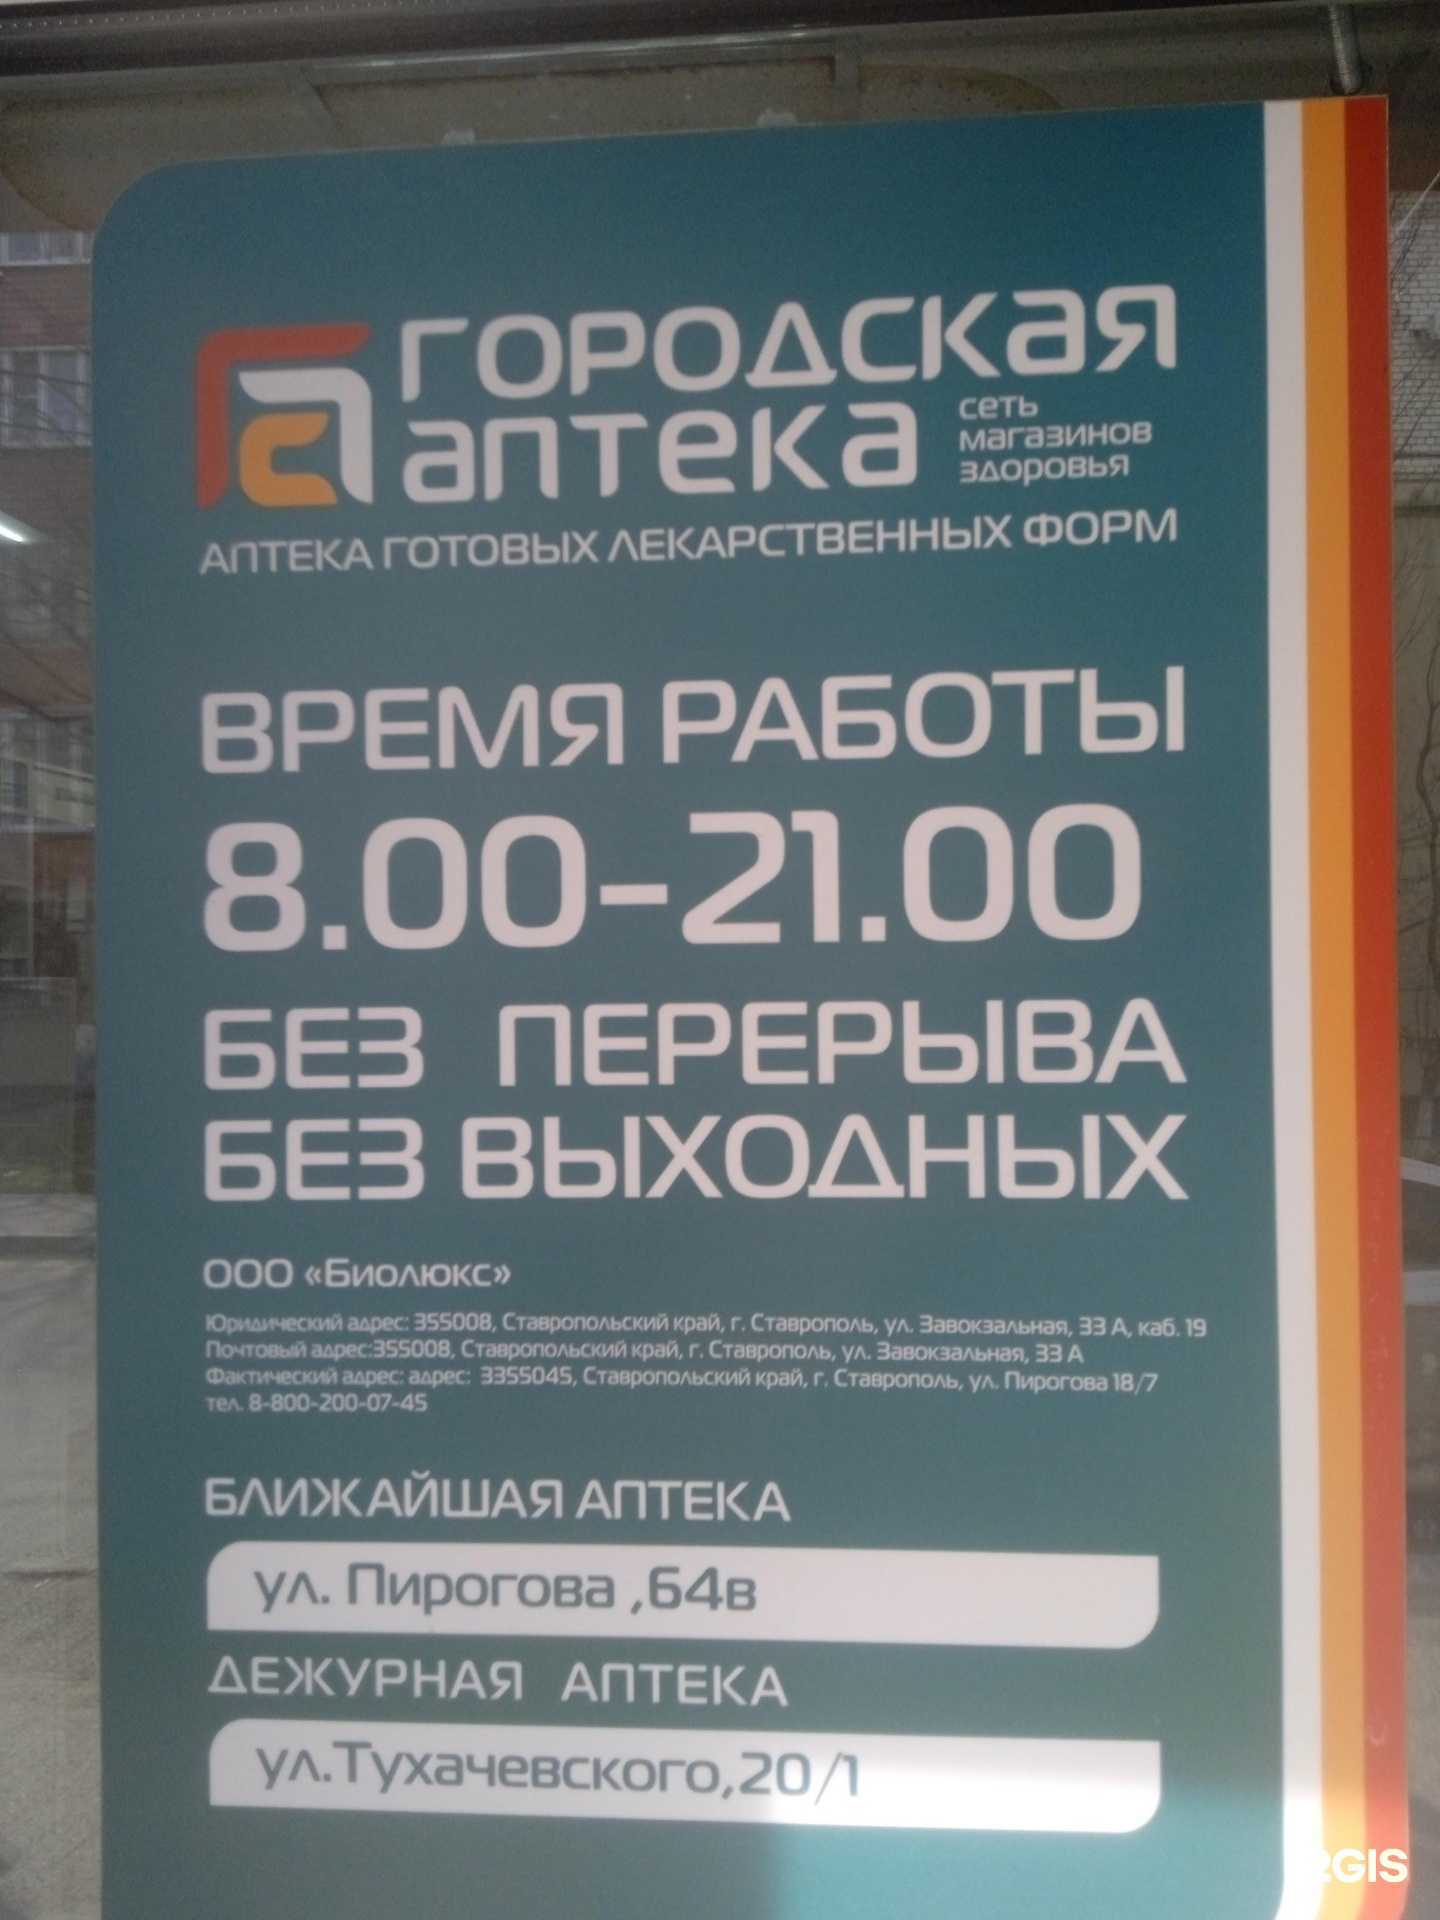 ГОРОДСКАЯ
АПТЕКА
сеть
магазинов
здоровья
АПТЕКА ГОТОВЫХ ЛЕКАРСТВЕННЫХ ФОРМ
ВРЕМЯ РАБОТЫ
8.00-21.00
БЕЗ ПЕРЕРЫВА
БЕЗ ВЫХОДНЫХ
ООО «Биолюкс»
Юридический адрес: 355008, Ставропольский край, г. Ставрополь, ул. Завокзальная, 33 А, каб. 19
Почтовый адрес:355008, Ставропольский край, г. Ставрополь, ул. Завокзальная, 33 А
Фактический адрес: адрес: 3355045, Ставропольский край, г. Ставрополь, ул. Пирогова 18/7
тел. 8-800-200-07-45
БЛИЖАЙШАЯ АПТЕКА
ул. Пирогова ,64в
ДЕЖУРНАЯ АПТЕКА
ул.Тухачевского,20/1
2GIS